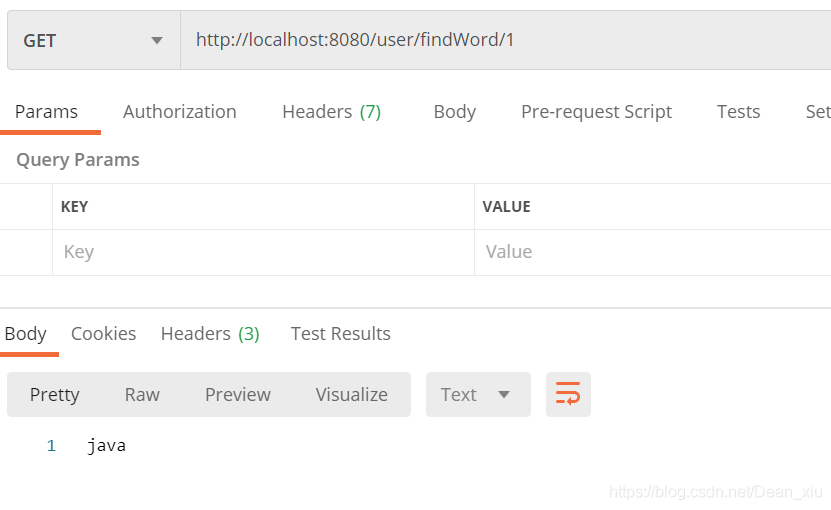 GET http://localhost:8080/user/findWord/1
Params Authorization Headers (7) Body Pre-request Script Tests Set
Query Params
KEY VALUE
Key Value
Body Cookies Headers (3) Test Results
Pretty Raw Preview Visualize Text
1 java
https://blog.csdn.net/Dean_xiu